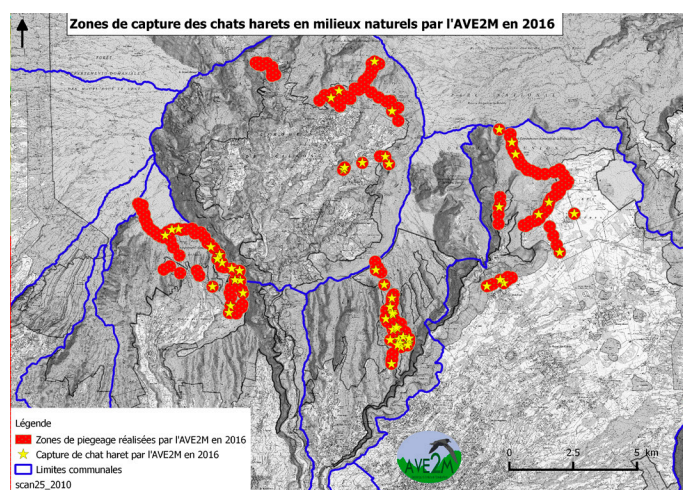 Zones de capture des chats harets en milieux naturels par l'AVE2M en 2016
Légende
Zones de piegeage réalisées par l'AVE2M en 2016
Capture de chat haret par l'AVE2M en 2016
Limites communales
scan25_2010
AVE2M
0 2.5 5 km